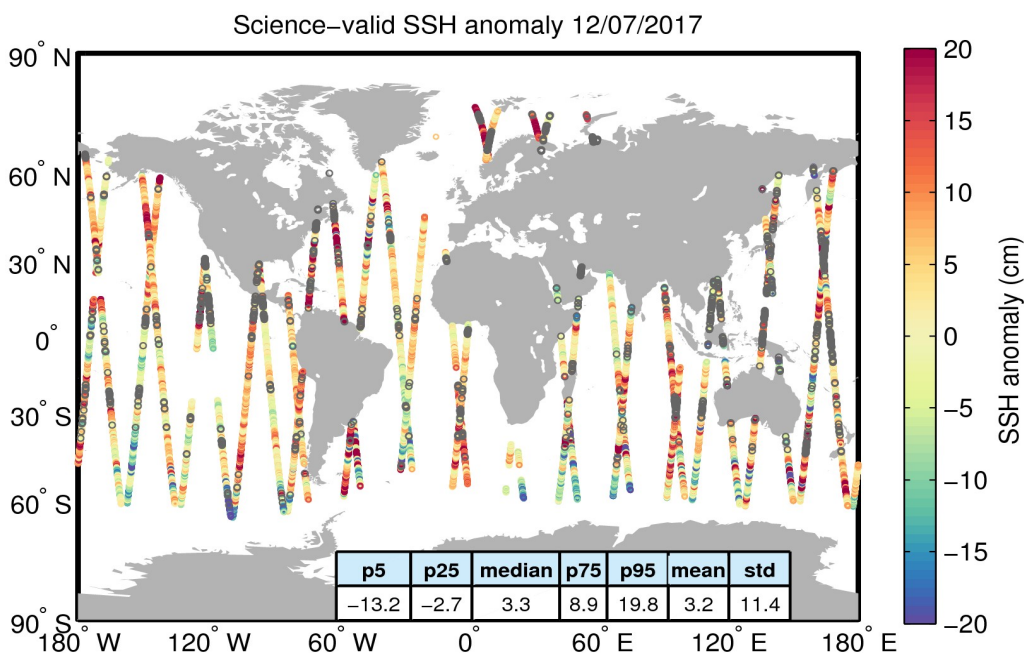 Science−valid SSH anomaly 12/07/2017
90° N
60° N
30° N
0°
30° S
60° S
90° S
180° W
120° W
60° W
0°
60° E
120° E
180° E
p5 p25 median p75 p95 mean std
−13.2 −2.7 3.3 8.9 19.8 3.2 11.4
20
15
10
5
0
−5
−10
−15
−20
SSH anomaly (cm)